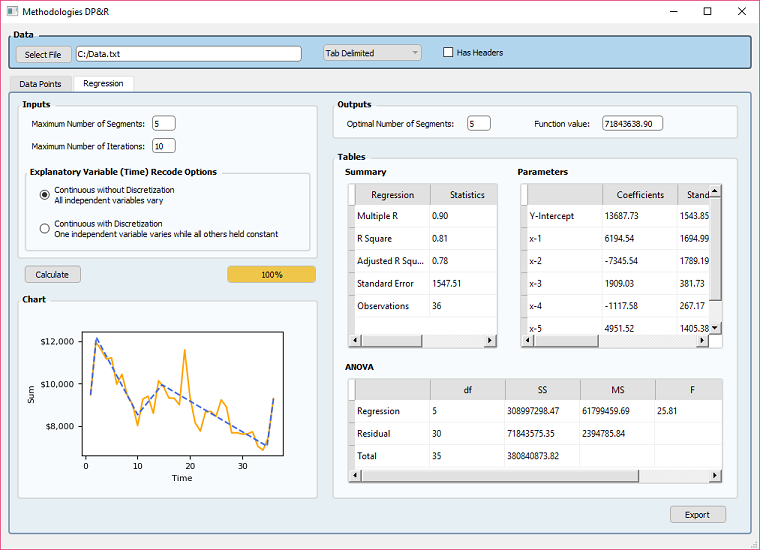 Methodologies DP&R
Data
Select File C:/Data.txt Tab Delimited Has Headers
Data Points Regression
Inputs
Maximum Number of Segments: 5
Maximum Number of Iterations: 10
Explanatory Variable (Time) Recode Options
Continuous without Discretization
All independent variables vary
Continuous with Discretization
One independent variable varies while all others held constant
Calculate 100%
Chart
$12,000
$10,000
$8,000
Sum
0 10 20 30
Time
Outputs
Optimal Number of Segments: 5 Function value: 71843638.90
Tables
Summary
Regression Statistics
Multiple R 0.90
R Square 0.81
Adjusted R Squ... 0.78
Standard Error 1547.51
Observations 36
Parameters
Coefficients Stand
Y-Intercept 13687.73 1543.85
x-1 6194.54 1694.99
x-2 -7345.54 1789.19
x-3 1909.03 381.73
x-4 -1117.58 267.17
x-5 4951.52 1405.38
ANOVA
df SS MS F
Regression 5 308997298.47 61799459.69 25.81
Residual 30 71843575.35 2394785.84
Total 35 380840873.82
Export